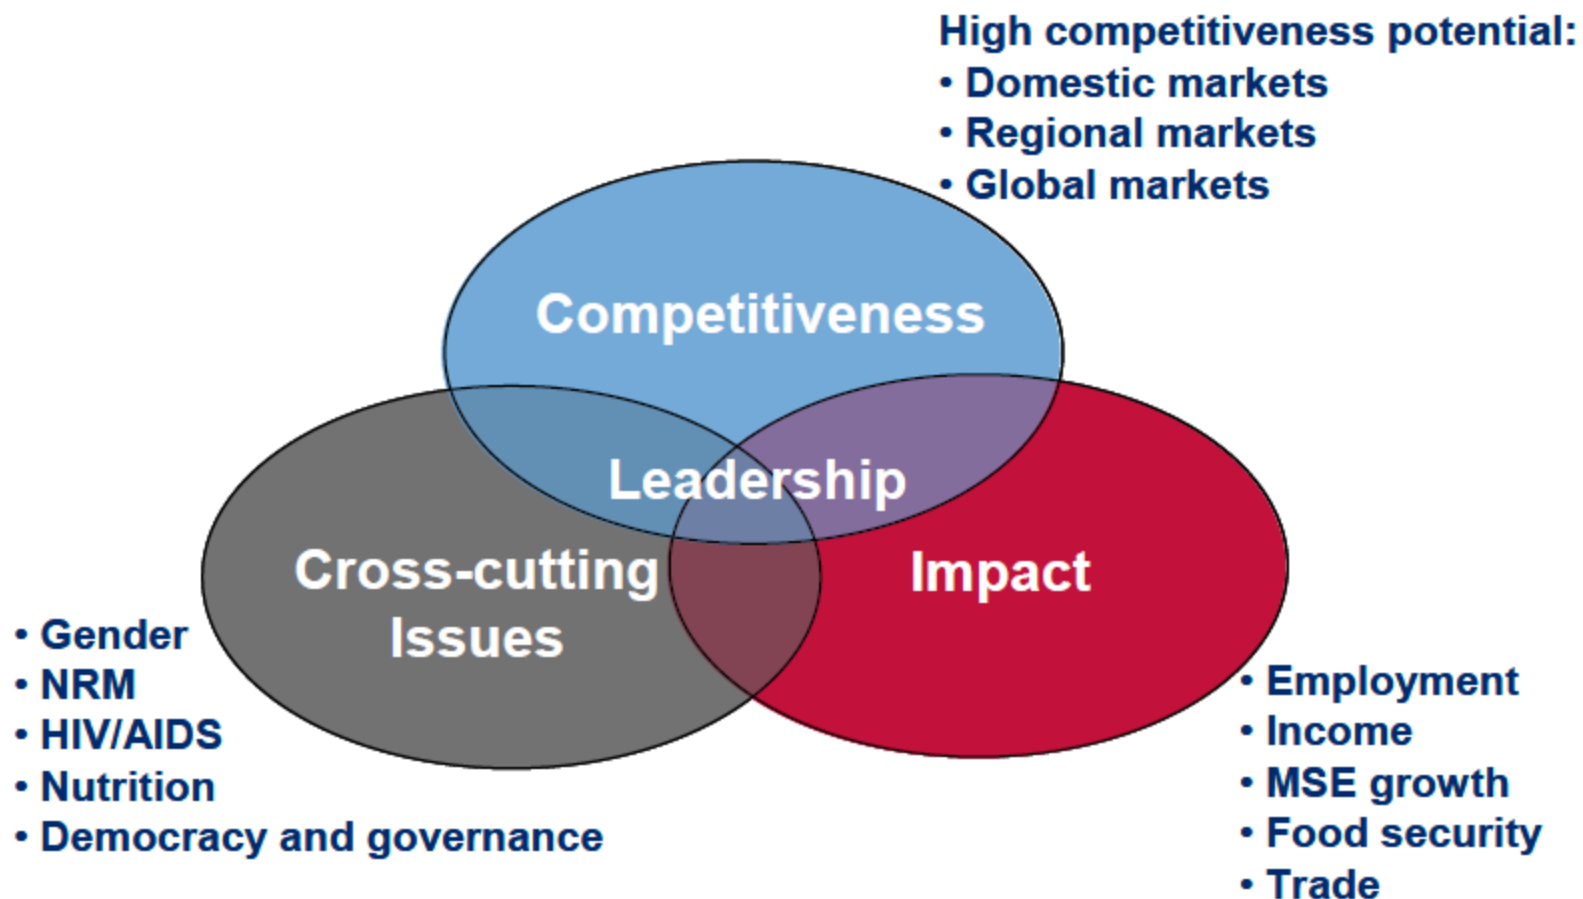 High competitiveness potential:
• Domestic markets
• Regional markets
• Global markets
Competitiveness
Leadership
Cross-cutting
Issues
Impact
• Gender
• NRM
• HIV/AIDS
• Nutrition
• Democracy and governance
• Employment
• Income
• MSE growth
• Food security
• Trade